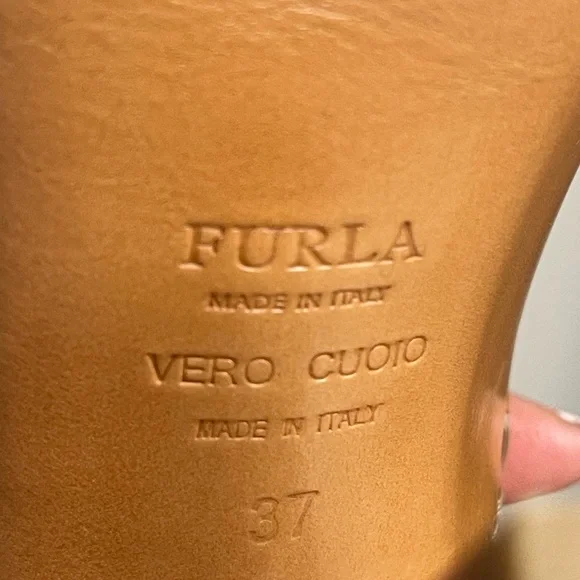 FURLA
MADE IN ITALY
VERO CUOIO
MADE IN ITALY
37